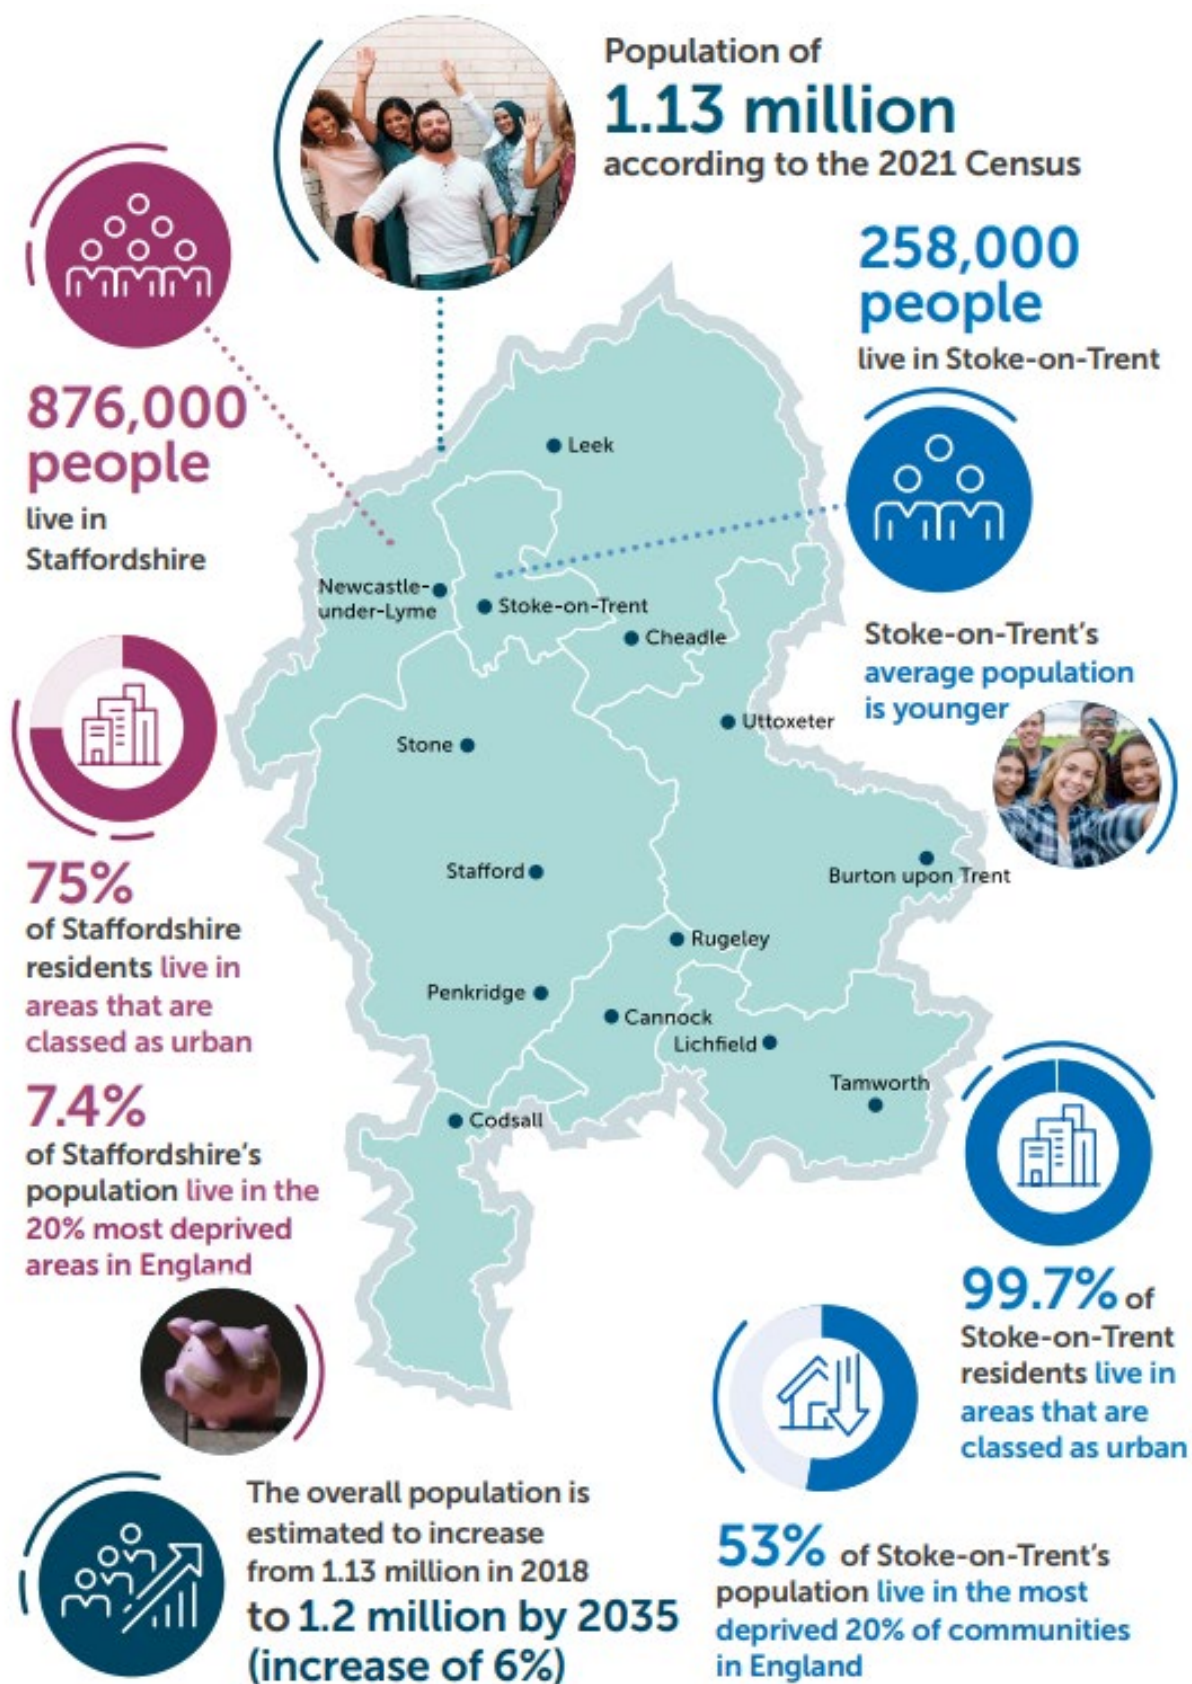 Population of
1.13 million
according to the 2021 Census
258,000
people
live in Stoke-on-Trent
876,000
people
live in
Staffordshire
Leek
Newcastle-
under-Lyme
Stoke-on-Trent
Cheadle
Uttoxeter
Stone
Stafford
Burton upon Trent
Rugeley
Penkridge
Cannock
Lichfield
Tamworth
Codsall
Stoke-on-Trent's
average population
is younger
75%
of Staffordshire
residents live in
areas that are
classed as urban
7.4%
of Staffordshire's
population live in the
20% most deprived
areas in England
99.7% of
Stoke-on-Trent
residents live in
areas that are
classed as urban
The overall population is
estimated to increase
from 1.13 million in 2018
to 1.2 million by 2035
(increase of 6%)
53% of Stoke-on-Trent's
population live in the most
deprived 20% of communities
in England